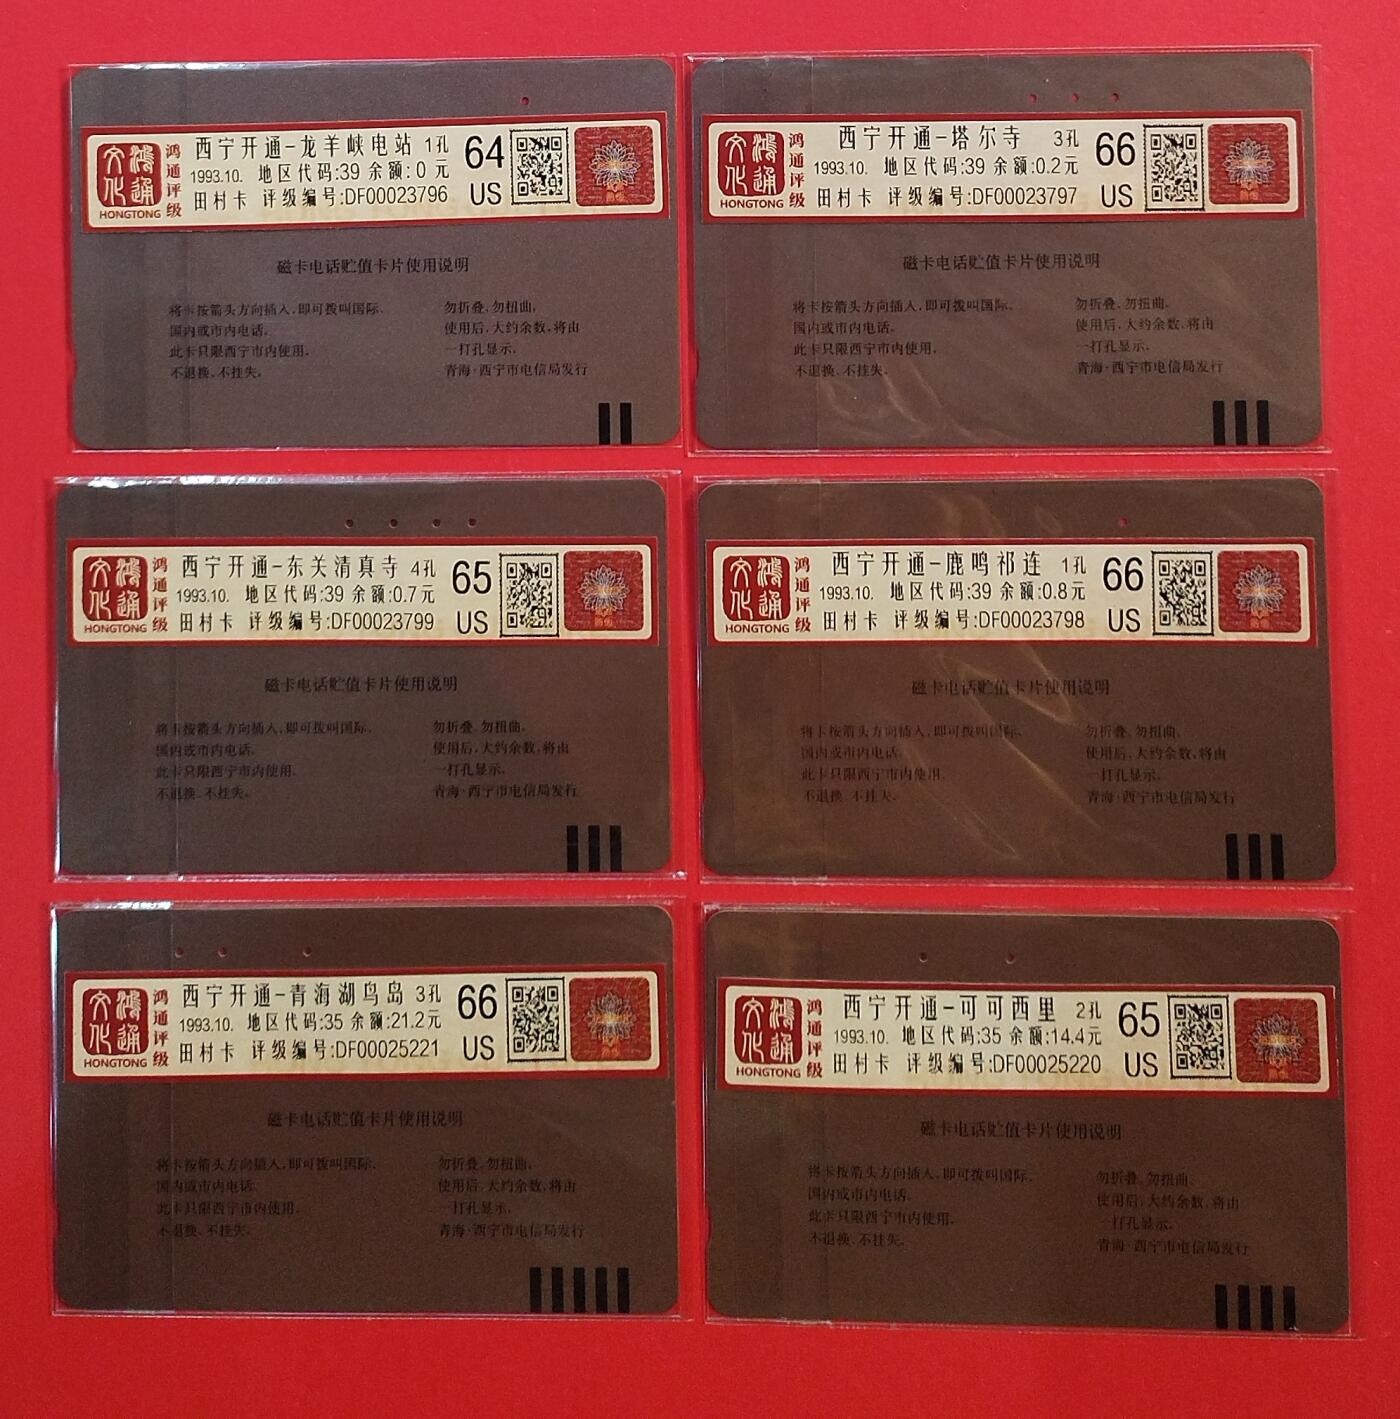 鸿通文化
HONGTONG
鸿通评级
西宁开通-龙羊峡电站 1孔
1993.10. 地区代码:39 余额:0 元
田村卡 评级编号:DF00023796
64
US
磁卡电话贮值卡片使用说明
将卡按箭头方向插入,即可拨叫国际、
国内或市内电话。
此卡只限西宁市内使用。
不退换、不挂失。
勿折叠、勿扭曲。
使用后,大约余数,将由
一打孔显示。
青海·西宁市电信局发行
鸿通文化
HONGTONG
鸿通评级
西宁开通-塔尔寺 3孔
1993.10. 地区代码:39 余额:0.2元
田村卡 评级编号:DF00023797
66
US
磁卡电话贮值卡片使用说明
将卡按箭头方向插入,即可拨叫国际、
国内或市内电话。
此卡只限西宁市内使用。
不退换、不挂失。
勿折叠、勿扭曲。
使用后,大约余数,将由
一打孔显示。
青海·西宁市电信局发行
鸿通文化
HONGTONG
鸿通评级
西宁开通-东关清真寺 4孔
1993.10. 地区代码:39 余额:0.7元
田村卡 评级编号:DF00023799
65
US
磁卡电话贮值卡片使用说明
将卡按箭头方向插入,即可拨叫国际、
国内或市内电话。
此卡只限西宁市内使用。
不退换、不挂失。
勿折叠、勿扭曲。
使用后,大约余数,将由
一打孔显示。
青海·西宁市电信局发行
鸿通文化
HONGTONG
鸿通评级
西宁开通-鹿鸣祁连 1孔
1993.10. 地区代码:39 余额:0.8元
田村卡 评级编号:DF00023798
66
US
磁卡电话贮值卡片使用说明
将卡按箭头方向插入,即可拨叫国际、
国内或市内电话。
此卡只限西宁市内使用。
不退换、不挂失。
勿折叠、勿扭曲。
使用后,大约余数,将由
一打孔显示。
青海·西宁市电信局发行
鸿通文化
HONGTONG
鸿通评级
西宁开通-青海湖鸟岛 3孔
1993.10. 地区代码:35 余额:21.2元
田村卡 评级编号:DF00025221
66
US
磁卡电话贮值卡片使用说明
将卡按箭头方向插入,即可拨叫国际、
国内或市内电话。
此卡只限西宁市内使用。
不退换、不挂失。
勿折叠、勿扭曲。
使用后,大约余数,将由
一打孔显示。
青海·西宁市电信局发行
鸿通文化
HONGTONG
鸿通评级
西宁开通-可可西里 2孔
1993.10. 地区代码:35 余额:14.4元
田村卡 评级编号:DF00025220
65
US
磁卡电话贮值卡片使用说明
将卡按箭头方向插入,即可拨叫国际、
国内或市内电话。
此卡只限西宁市内使用。
不退换、不挂失。
勿折叠、勿扭曲。
使用后,大约余数,将由
一打孔显示。
青海·西宁市电信局发行